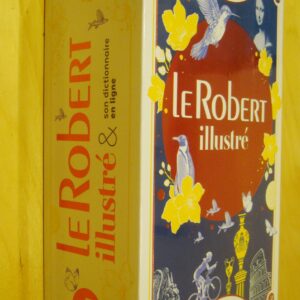 LE ROBERT
illustré
& son dictionnaire
en ligne
LE ROBERT
illustré